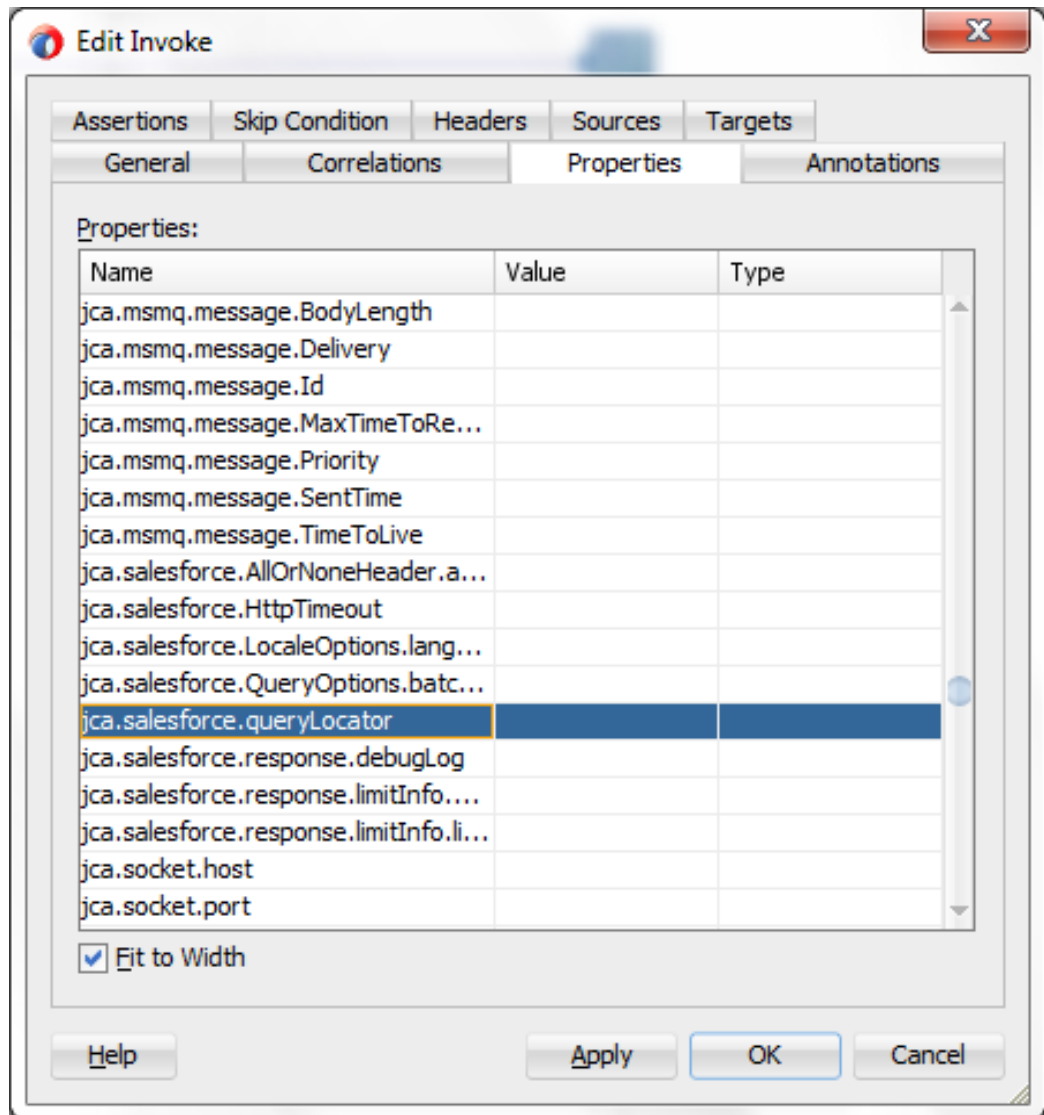 Edit Invoke
Assertions Skip Condition Headers Sources Targets
General Correlations Properties Annotations
Properties:
Name Value Type
jca.msmq.message.BodyLength
jca.msmq.message.Delivery
jca.msmq.message.Id
jca.msmq.message.MaxTimeToRe...
jca.msmq.message.Priority
jca.msmq.message.SentTime
jca.msmq.message.TimeToLive
jca.salesforce.AllOrNoneHeader.a...
jca.salesforce.HttpTimeout
jca.salesforce.LocaleOptions.lang...
jca.salesforce.QueryOptions.batc...
jca.salesforce.queryLocator
jca.salesforce.response.debugLog
jca.salesforce.response.limitInfo....
jca.salesforce.response.limitInfo.li...
jca.socket.host
jca.socket.port
Fit to Width
Help Apply OK Cancel